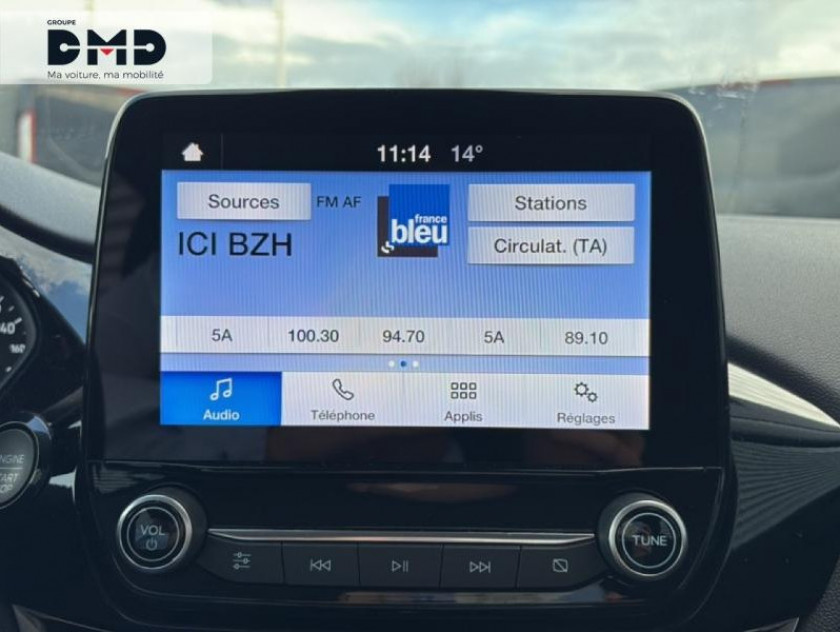 GROUPE
DMD
Ma voiture, ma mobilité
11:14 14°
Sources FM AF
france
bleu
Stations
ICI BZH
Circulat. (TA)
5A 100.30 94.70 5A 89.10
Audio Téléphone Applis Réglages
VOL
TUNE